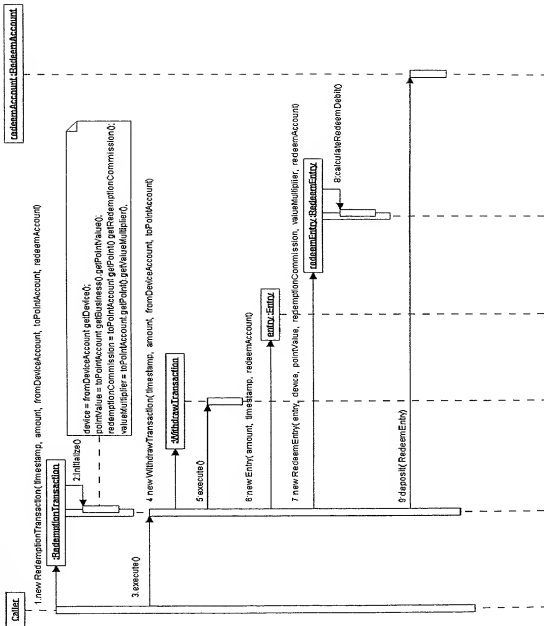 Caller
redeemAccount :RedeemAccount
1:new RedemptionTransaction( timestamp, amount, fromDeviceAccount, toPointAccount, redeemAccount)
:RedemptionTransaction
2:initialize()
device = fromDeviceAccount.getDevice();
pointValue = toPointAccount.getBusiness().getPointValue();
redemptionCommission = toPointAccount.getPoint().getRedemptionCommission();
valueMultiplier = toPointAccount.getPoint().getValueMultiplier();
3:execute()
4:new WithdrawTransaction( timestamp, amount, fromDeviceAccount, toPointAccount)
:WithdrawTransaction
5:execute()
6:new Entry( amount, timestamp, redeemAccount)
entry :Entry
7:new RedeemEntry( entry, device, pointValue, redemptionCommission, valueMultiplier, redeemAccount)
redeemEntry :RedeemEntry
8:calculateRedeemDebit()
9:deposit( RedeemEntry)